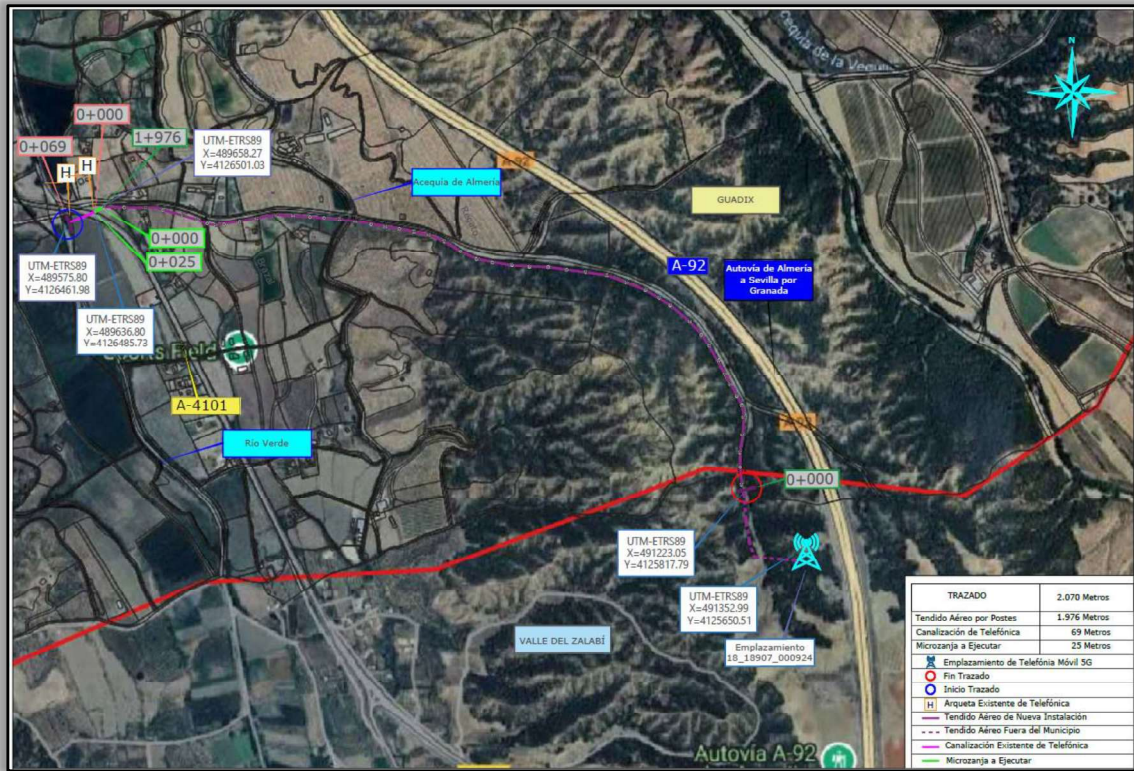 Acequia de la Vequilla
N
0+000
0+069
1+976
H
H
UTM-ETRS89
X=489658.27
Y=4126501.03
A-92
Acequia de Almería
GUADIX
0+000
0+025
UTM-ETRS89
X=489575.80
Y=4126461.98
A-92
Autovía de Almería
a Sevilla por
Granada
UTM-ETRS89
X=489636.80
Y=4126485.73
Field
A-4101
A-92
Río Verde
0+000
UTM-ETRS89
X=491223.05
Y=4125817.79
UTM-ETRS89
X=491352.99
Y=4125650.51
VALLE DEL ZALABÍ
Emplazamiento
18_18907_000924
Autovía A-92
TRAZADO 2.070 Metros
Tendido Aéreo por Postes 1.976 Metros
Canalización de Telefónica 69 Metros
Microzanja a Ejecutar 25 Metros
Emplazamiento de Telefónia Móvil 5G
Fin Trazado
Inicio Trazado
H Arqueta Existente de Telefónica
Tendido Aéreo de Nueva Instalación
Tendido Aéreo Fuera del Municipio
Canalización Existente de Telefónica
Microzanja a Ejecutar